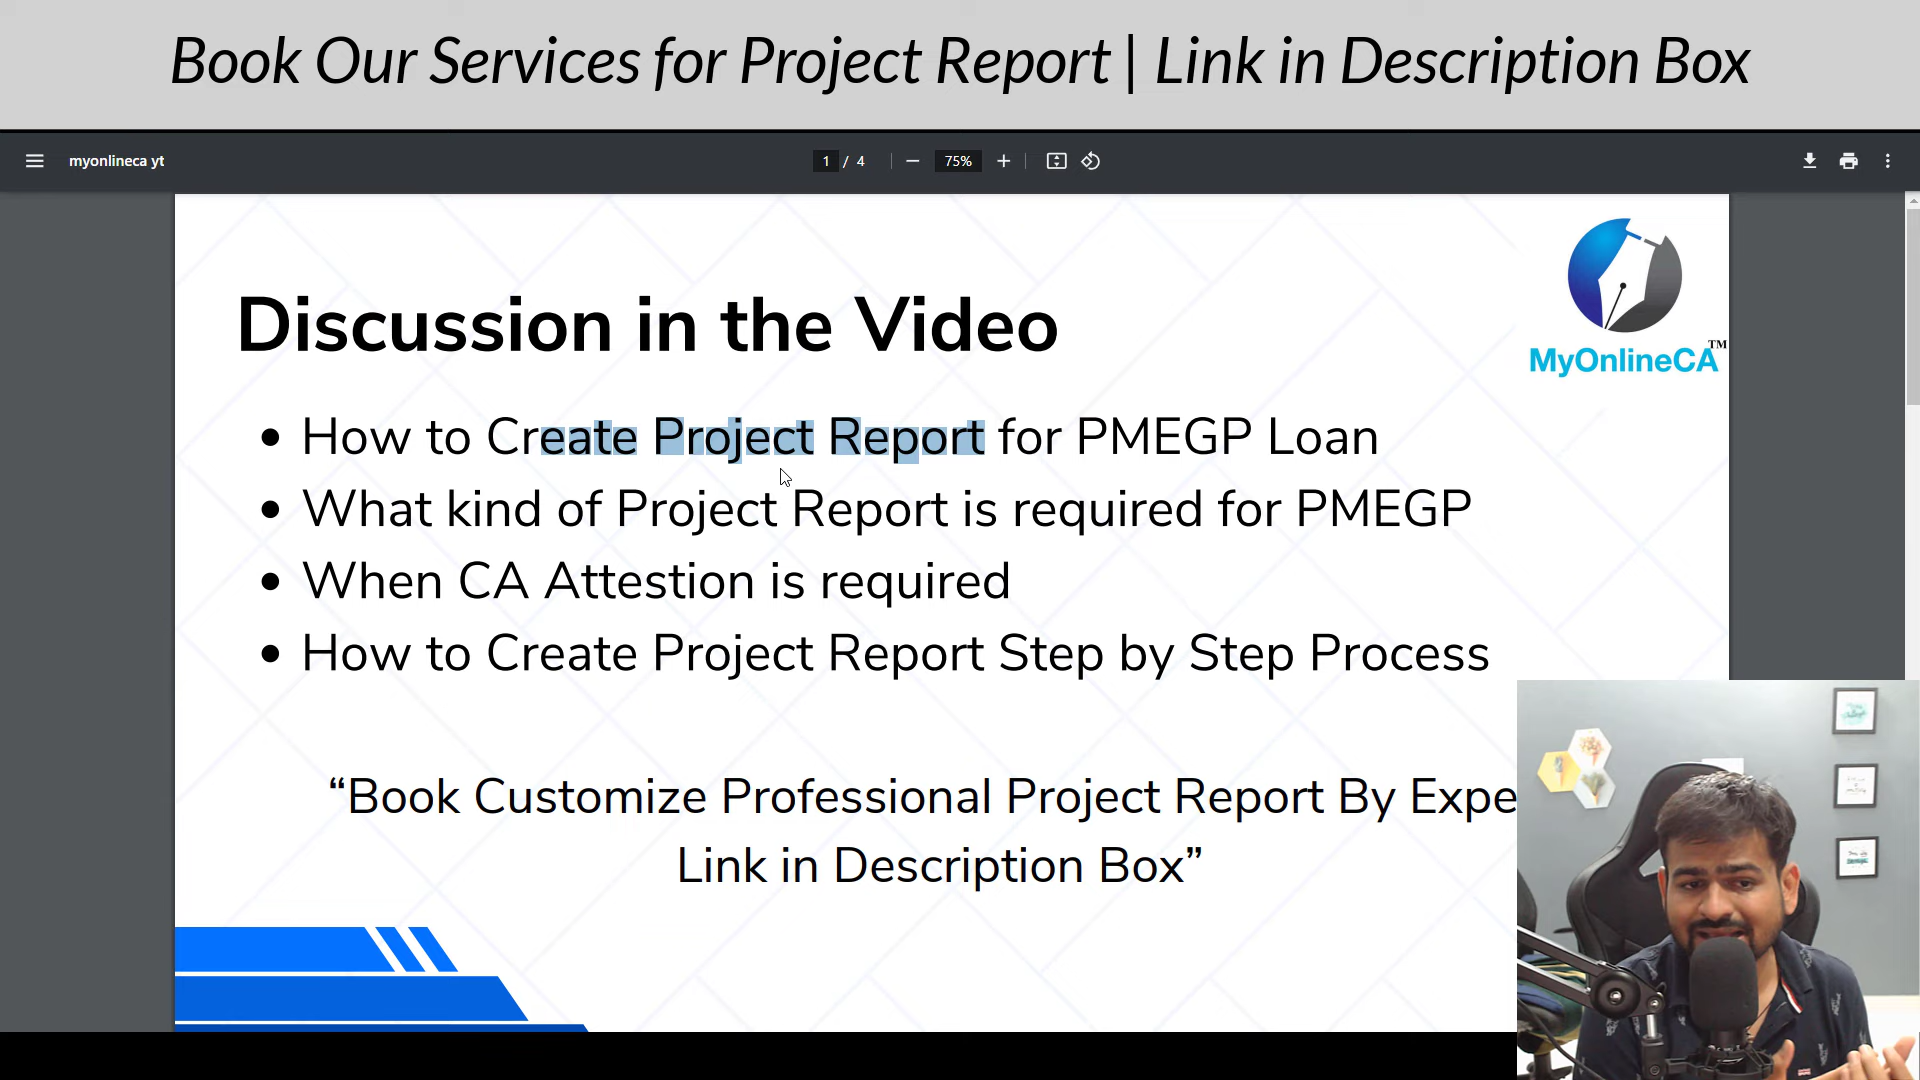 Book Our Services for Project Report | Link in Description Box
myonlineca yt
1 / 4
75%
Discussion in the Video
MyOnlineCA™
• How to Create Project Report for PMEGP Loan
• What kind of Project Report is required for PMEGP
• When CA Attestion is required
• How to Create Project Report Step by Step Process
“Book Customize Professional Project Report By Expe
Link in Description Box”